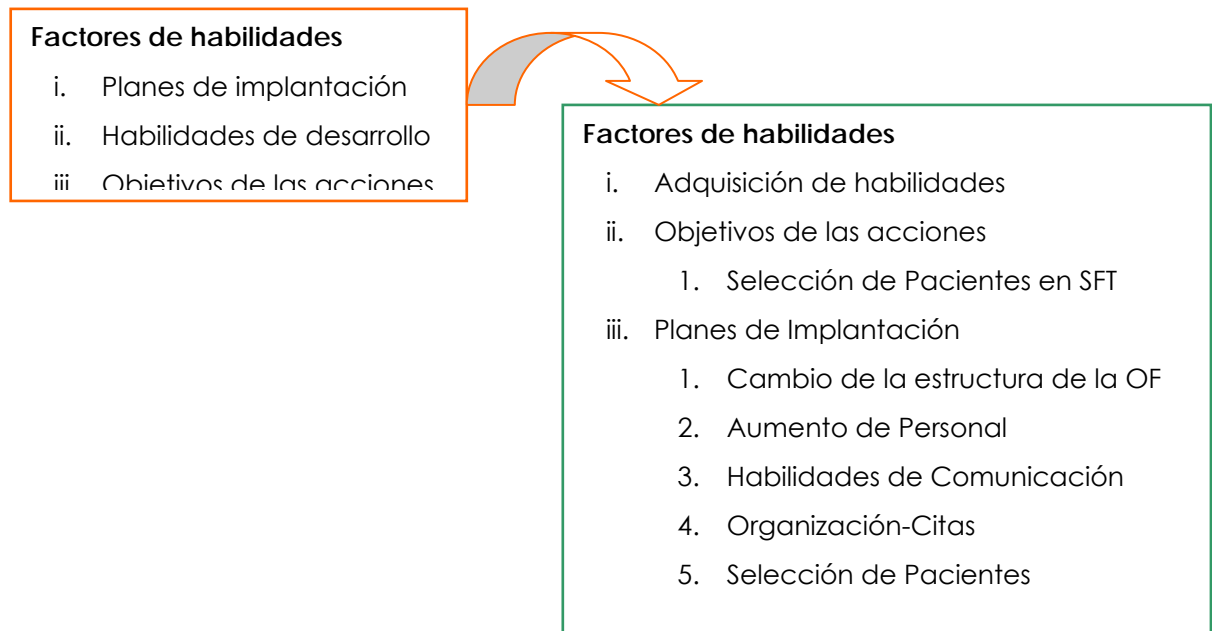 Factores de habilidades
i. Planes de implantación
ii. Habilidades de desarrollo
iii Objetivos de las acciones
Factores de habilidades
i. Adquisición de habilidades
ii. Objetivos de las acciones
1. Selección de Pacientes en SFT
iii. Planes de Implantación
1. Cambio de la estructura de la OF
2. Aumento de Personal
3. Habilidades de Comunicación
4. Organización-Citas
5. Selección de Pacientes